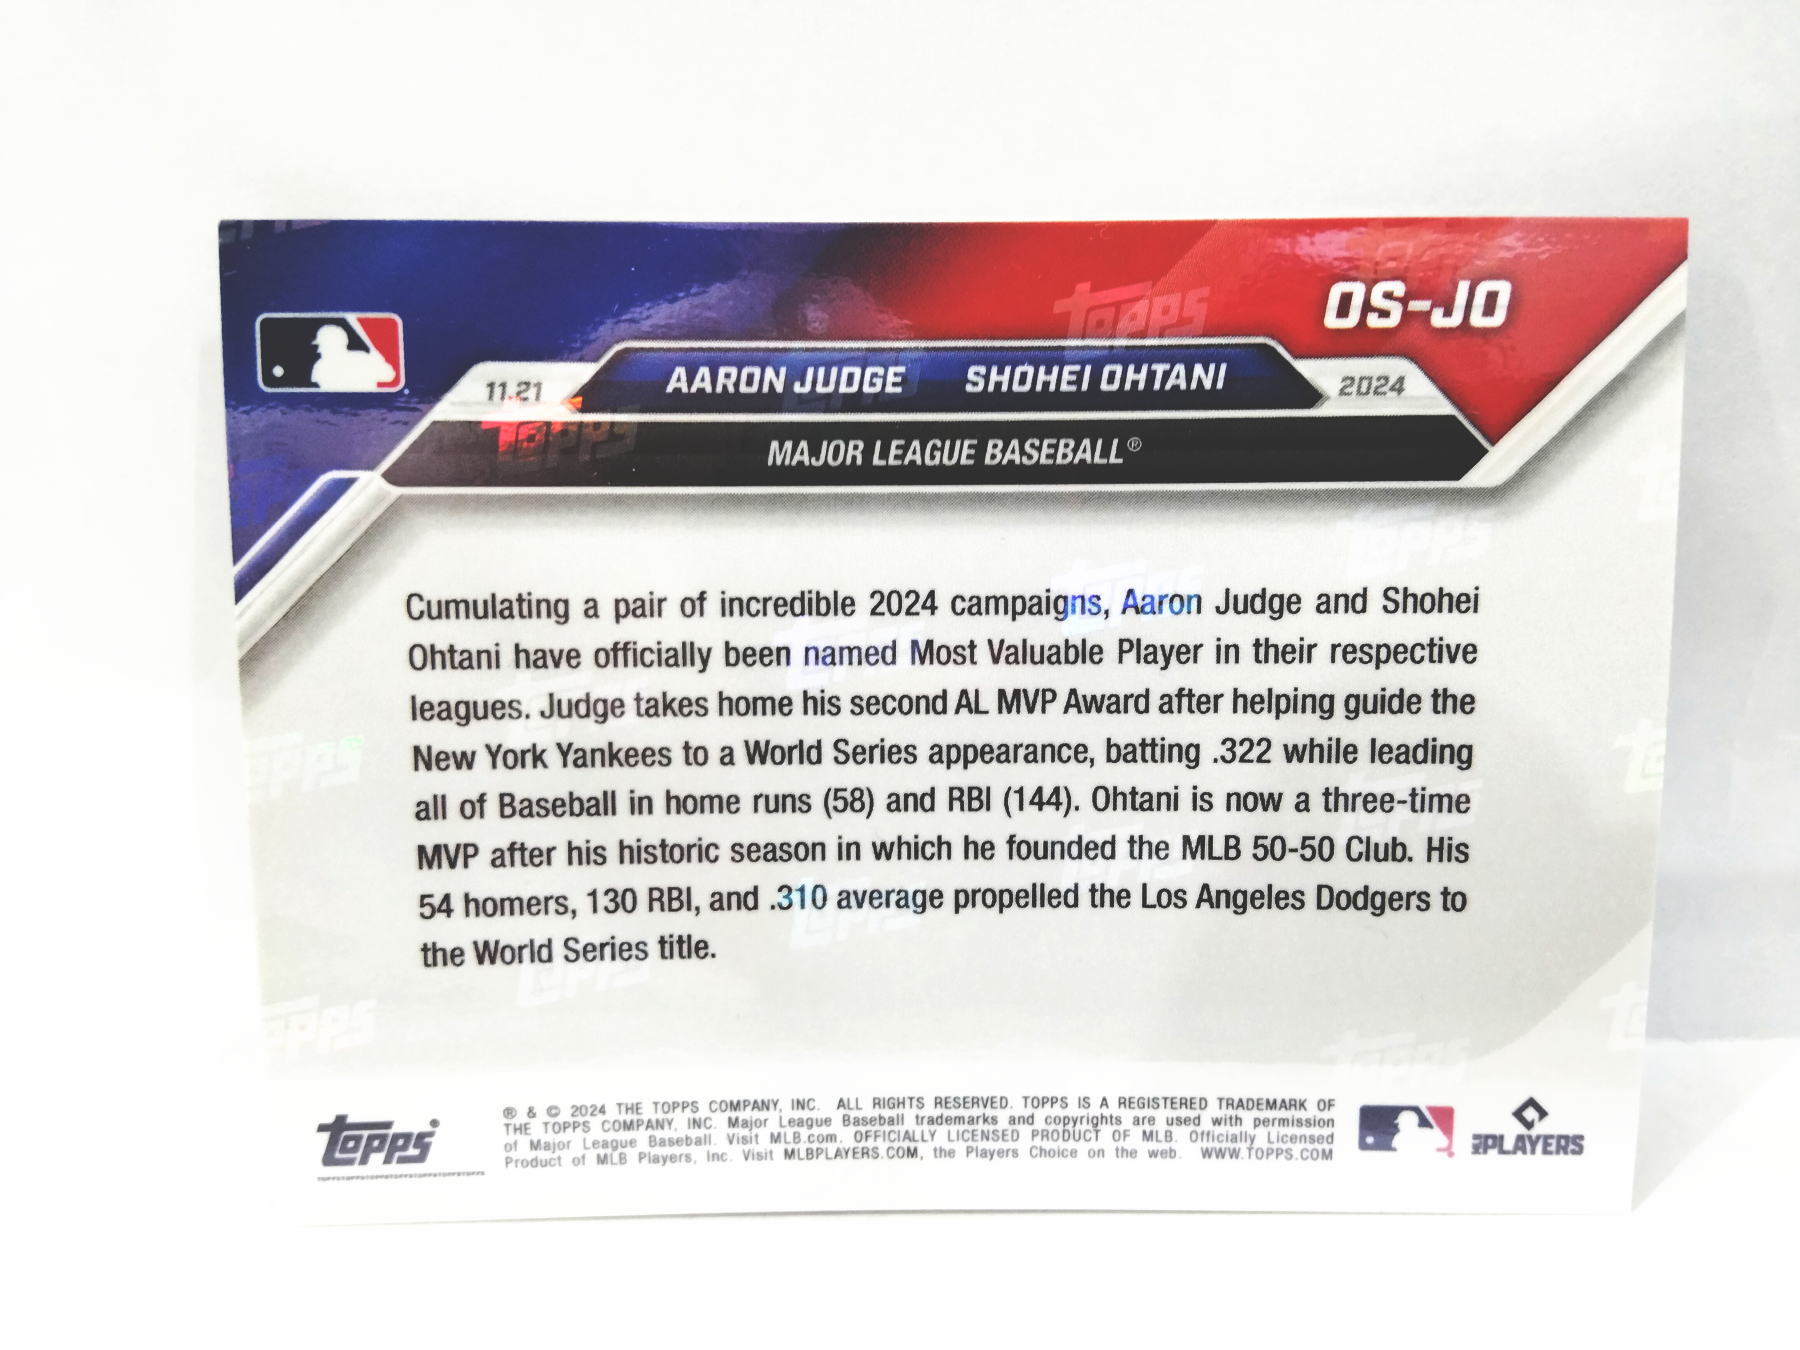 OS-JO
11.21 AARON JUDGE SHOHEI OHTANI 2024
MAJOR LEAGUE BASEBALL®
Cumulating a pair of incredible 2024 campaigns, Aaron Judge and Shohei
Ohtani have officially been named Most Valuable Player in their respective
leagues. Judge takes home his second AL MVP Award after helping guide the
New York Yankees to a World Series appearance, batting .322 while leading
all of Baseball in home runs (58) and RBI (144). Ohtani is now a three-time
MVP after his historic season in which he founded the MLB 50-50 Club. His
54 homers, 130 RBI, and .310 average propelled the Los Angeles Dodgers to
the World Series title.
Topps®
® & © 2024 THE TOPPS COMPANY, INC. ALL RIGHTS RESERVED. TOPPS IS A REGISTERED TRADEMARK OF
THE TOPPS COMPANY, INC. Major League Baseball trademarks and copyrights are used with permission
of Major League Baseball. Visit MLB.com. OFFICIALLY LICENSED PRODUCT OF MLB. Officially Licensed
Product of MLB Players, Inc. Visit MLBPLAYERS.COM, the Players Choice on the web. WWW.TOPPS.COM
MLB PLAYERS